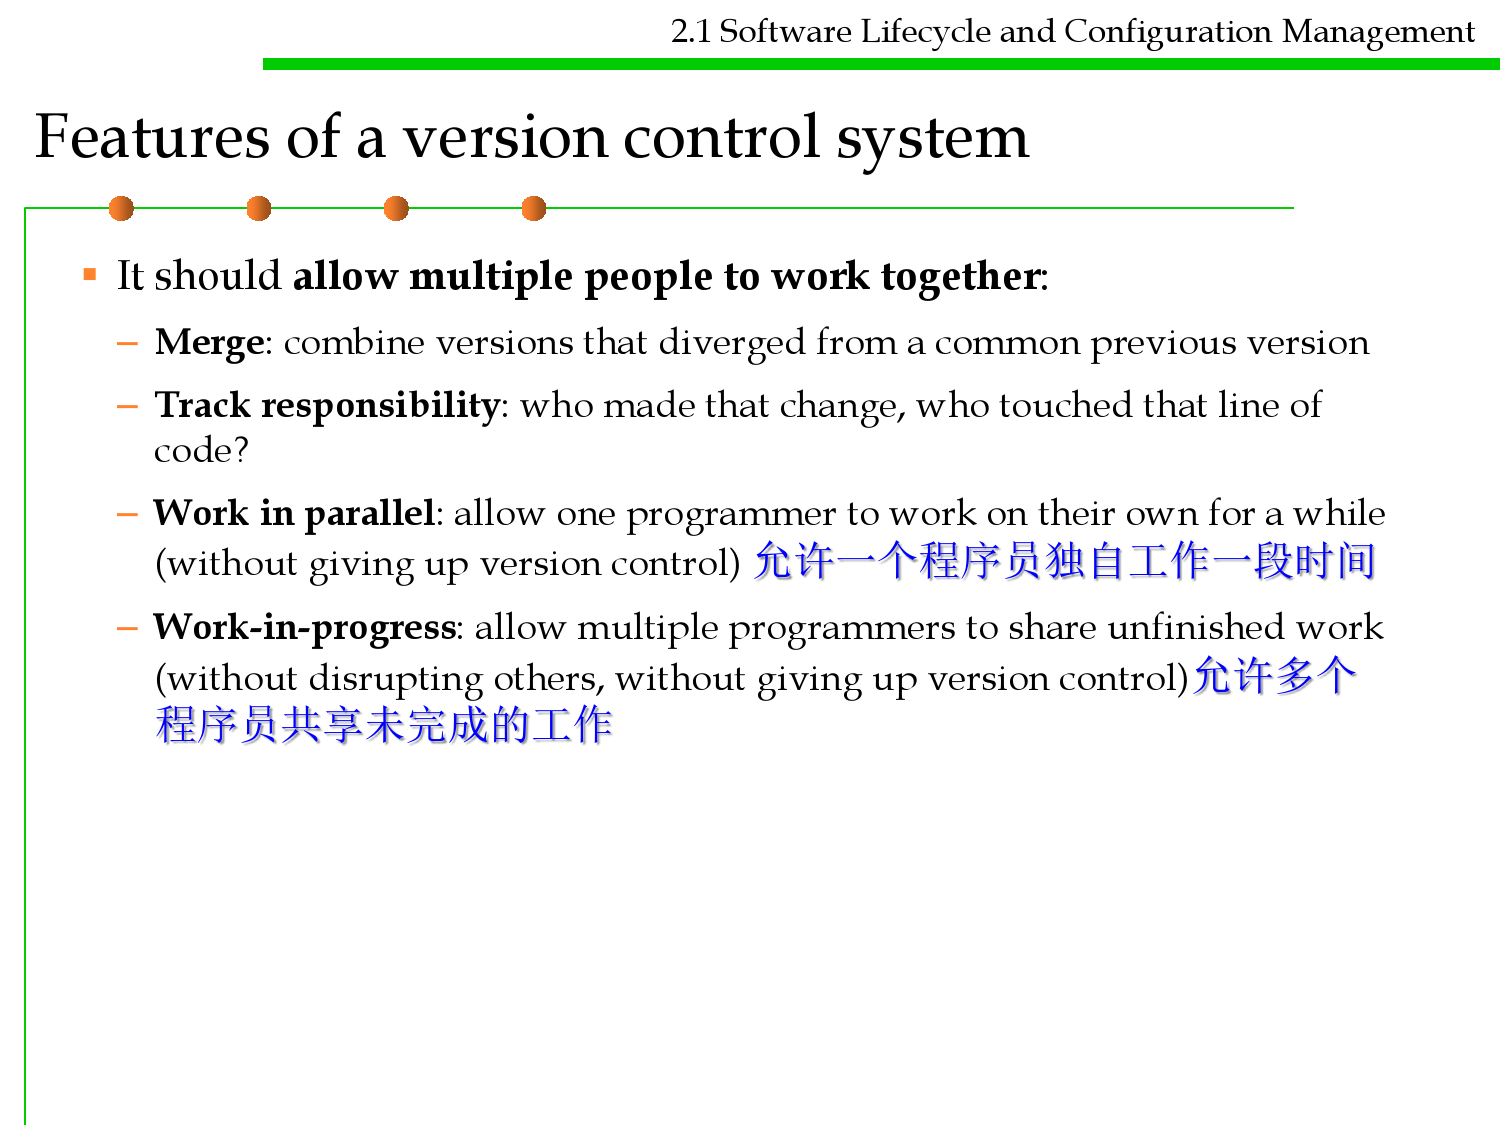 2.1 Software Lifecycle and Configuration Management
Features of a version control system
▪ It should allow multiple people to work together:
– Merge: combine versions that diverged from a common previous version
– Track responsibility: who made that change, who touched that line of
code?
– Work in parallel: allow one programmer to work on their own for a while
(without giving up version control) 允许一个程序员独自工作一段时间
– Work-in-progress: allow multiple programmers to share unfinished work
(without disrupting others, without giving up version control)允许多个
程序员共享未完成的工作